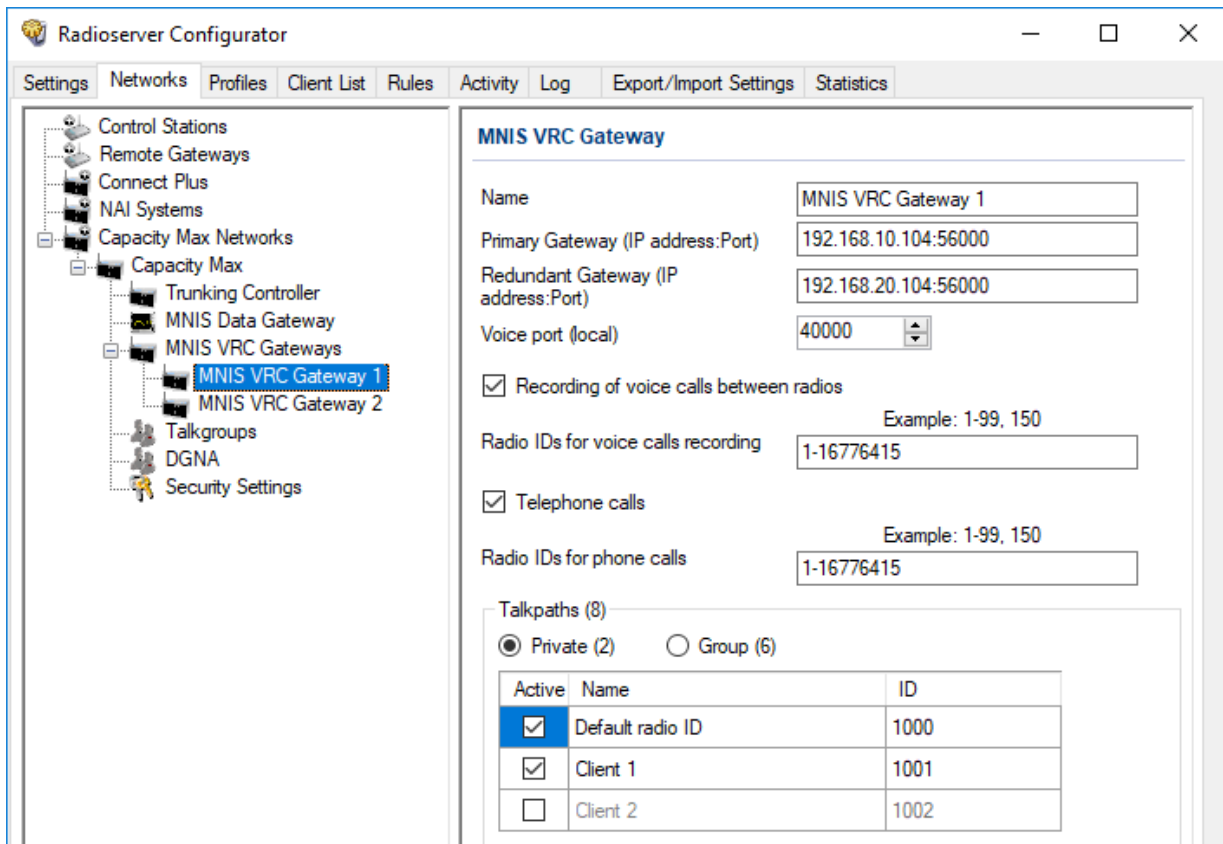 Radioserver Configurator
Settings Networks Profiles Client List Rules Activity Log Export/Import Settings Statistics
Control Stations
Remote Gateways
Connect Plus
NAI Systems
Capacity Max Networks
Capacity Max
Trunking Controller
MNIS Data Gateway
MNIS VRC Gateways
MNIS VRC Gateway 1
MNIS VRC Gateway 2
Talkgroups
DGNA
Security Settings
MNIS VRC Gateway
Name MNIS VRC Gateway 1
Primary Gateway (IP address:Port) 192.168.10.104:56000
Redundant Gateway (IP
address:Port) 192.168.20.104:56000
Voice port (local) 40000
Recording of voice calls between radios
Example: 1-99, 150
Radio IDs for voice calls recording 1-16776415
Telephone calls
Example: 1-99, 150
Radio IDs for phone calls 1-16776415
Talkpaths (8)
Private (2) Group (6)
Active Name ID
Default radio ID 1000
Client 1 1001
Client 2 1002